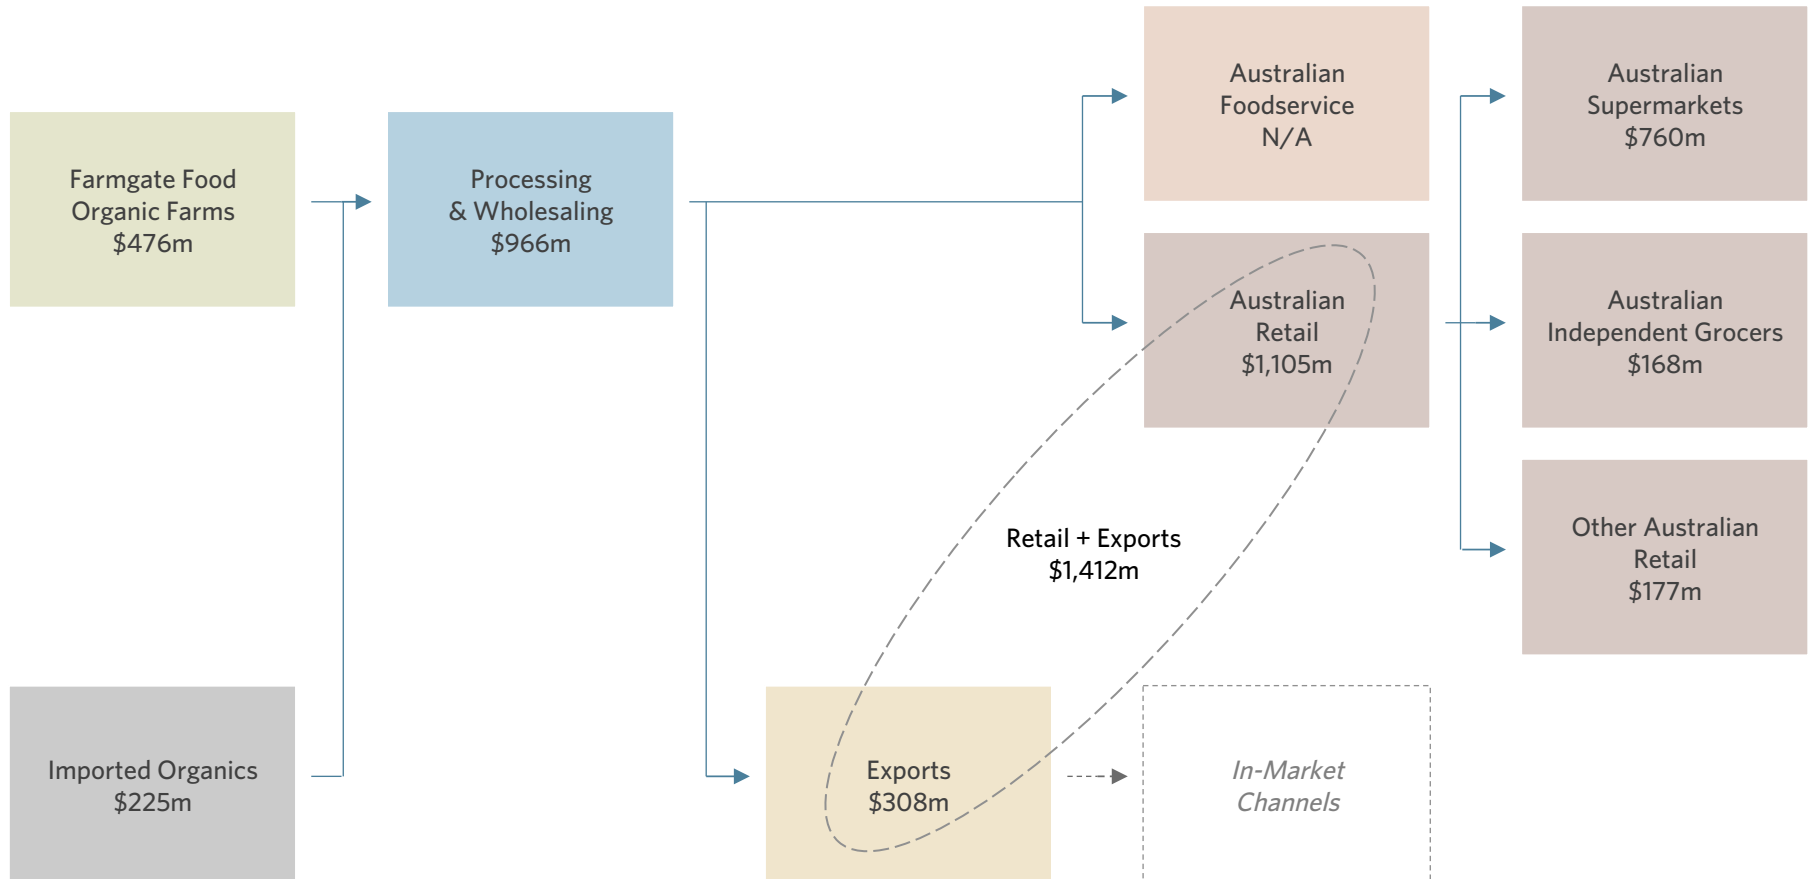 Farmgate Food
Organic Farms
$476m
Imported Organics
$225m
Processing
& Wholesaling
$966m
Australian
Foodservice
N/A
Australian
Retail
$1,105m
Retail + Exports
$1,412m
Exports
$308m
In-Market
Channels
Australian
Supermarkets
$760m
Australian
Independent Grocers
$168m
Other Australian
Retail
$177m